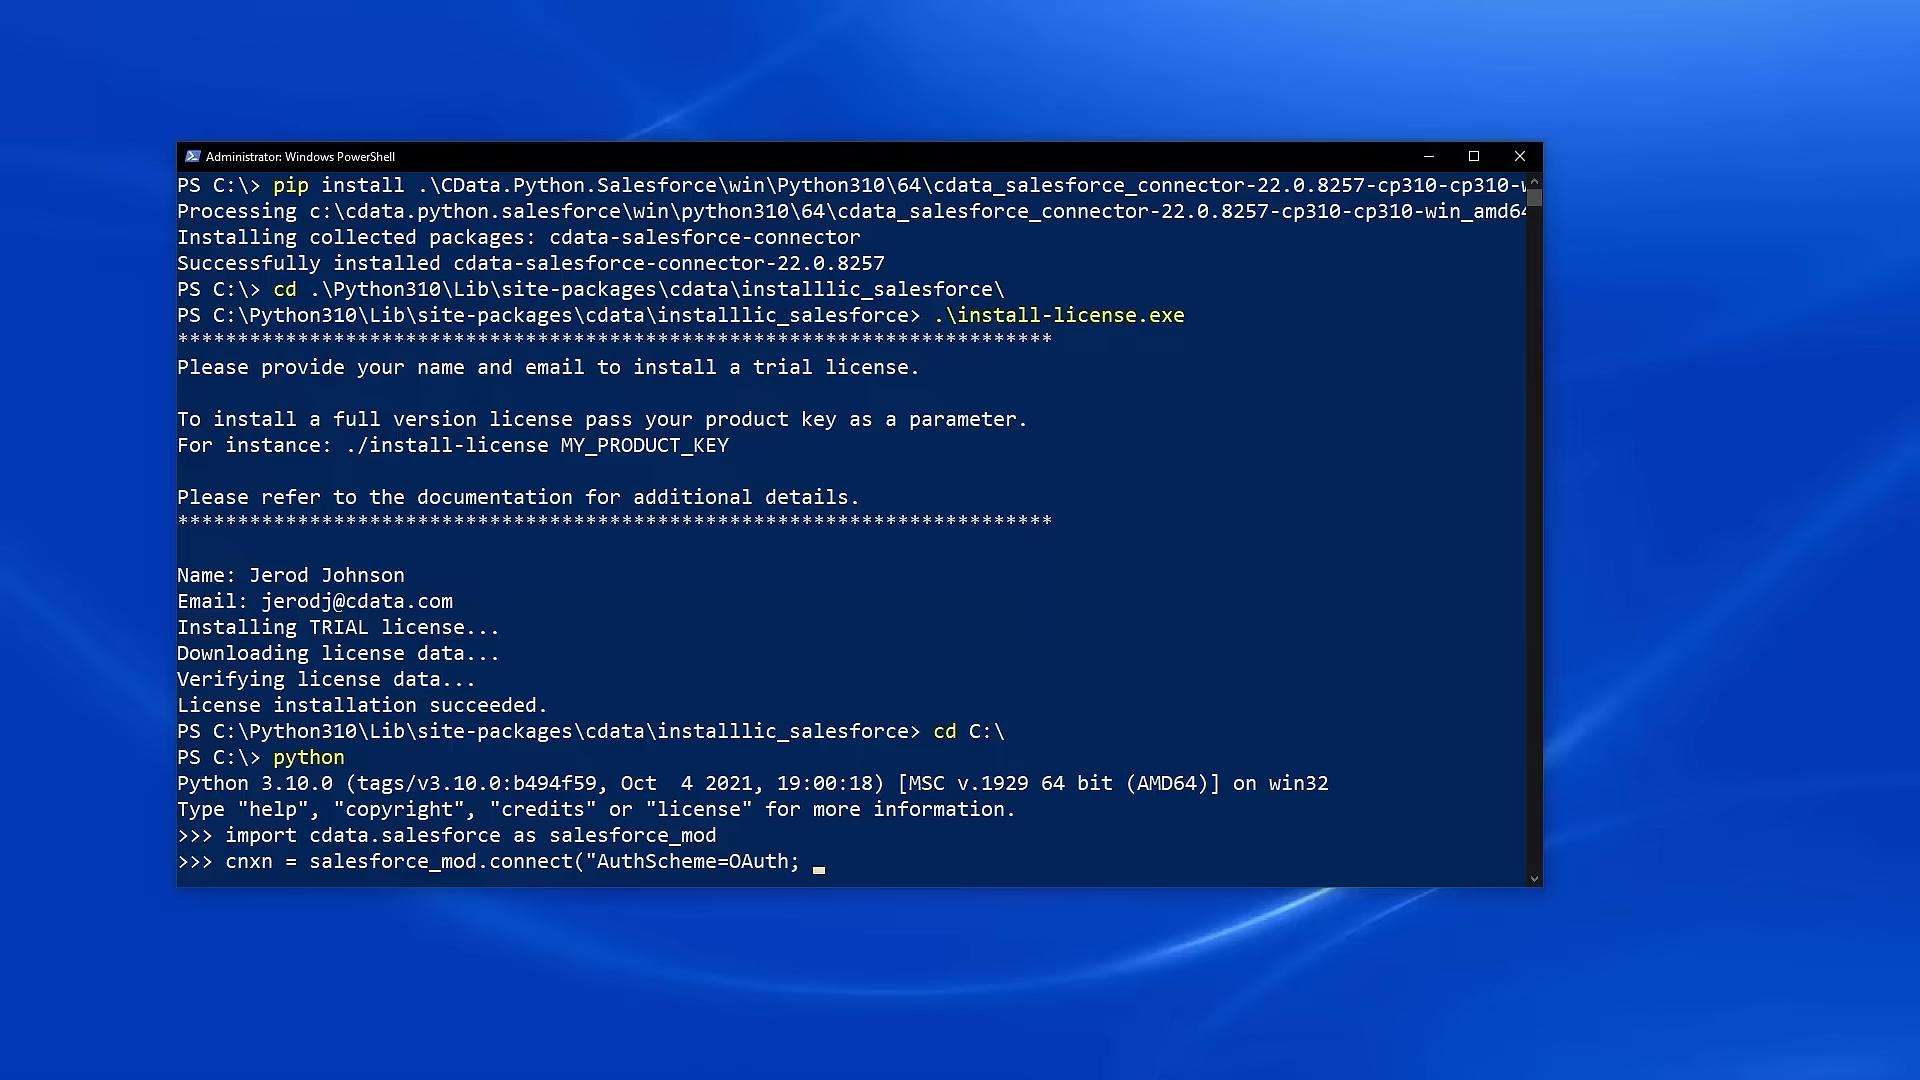 Administrator: Windows PowerShell
PS C:\> pip install .\CData.Python.Salesforce\win\Python310\64\cdata_salesforce_connector-22.0.8257-cp310-cp310-
Processing c:\cdata.python.salesforce\win\python310\64\cdata_salesforce_connector-22.0.8257-cp310-cp310-win_amd64
Installing collected packages: cdata-salesforce-connector
Successfully installed cdata-salesforce-connector-22.0.8257
PS C:\> cd .\Python310\Lib\site-packages\cdata\installlic_salesforce\
PS C:\Python310\Lib\site-packages\cdata\installlic_salesforce> .\install-license.exe
*************************************************************************
Please provide your name and email to install a trial license.
To install a full version license pass your product key as a parameter.
For instance: ./install-license MY_PRODUCT_KEY
Please refer to the documentation for additional details.
*************************************************************************
Name: Jerod Johnson
Email: jerodj@cdata.com
Installing TRIAL license...
Downloading license data...
Verifying license data...
License installation succeeded.
PS C:\Python310\Lib\site-packages\cdata\installlic_salesforce> cd C:\
PS C:\> python
Python 3.10.0 (tags/v3.10.0:b494f59, Oct  4 2021, 19:00:18) [MSC v.1929 64 bit (AMD64)] on win32
Type "help", "copyright", "credits" or "license" for more information.
>>> import cdata.salesforce as salesforce_mod
>>> cnxn = salesforce_mod.connect("AuthScheme=OAuth;